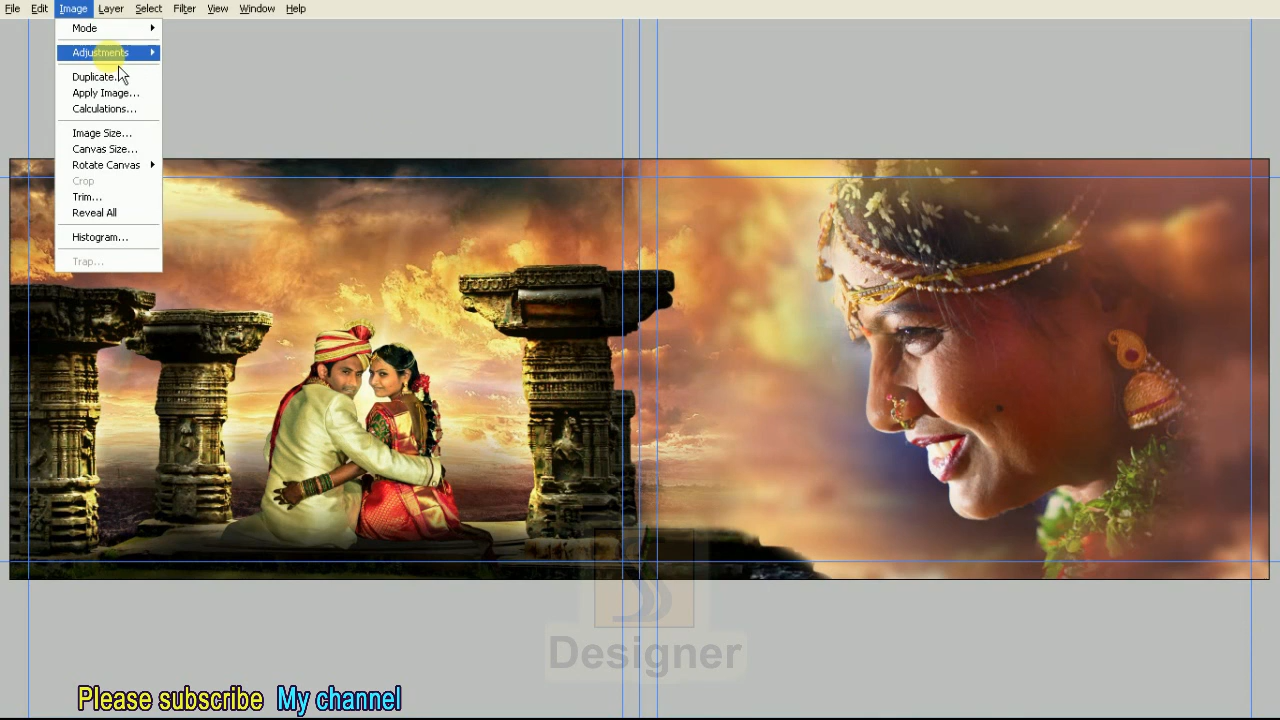 File Edit Image Layer Select Filter View Window Help
Mode
Adjustments
Duplicate...
Apply Image...
Calculations...
Image Size...
Canvas Size...
Rotate Canvas
Crop
Trim...
Reveal All
Histogram...
Trap...
Designer
Please subscribe My channel